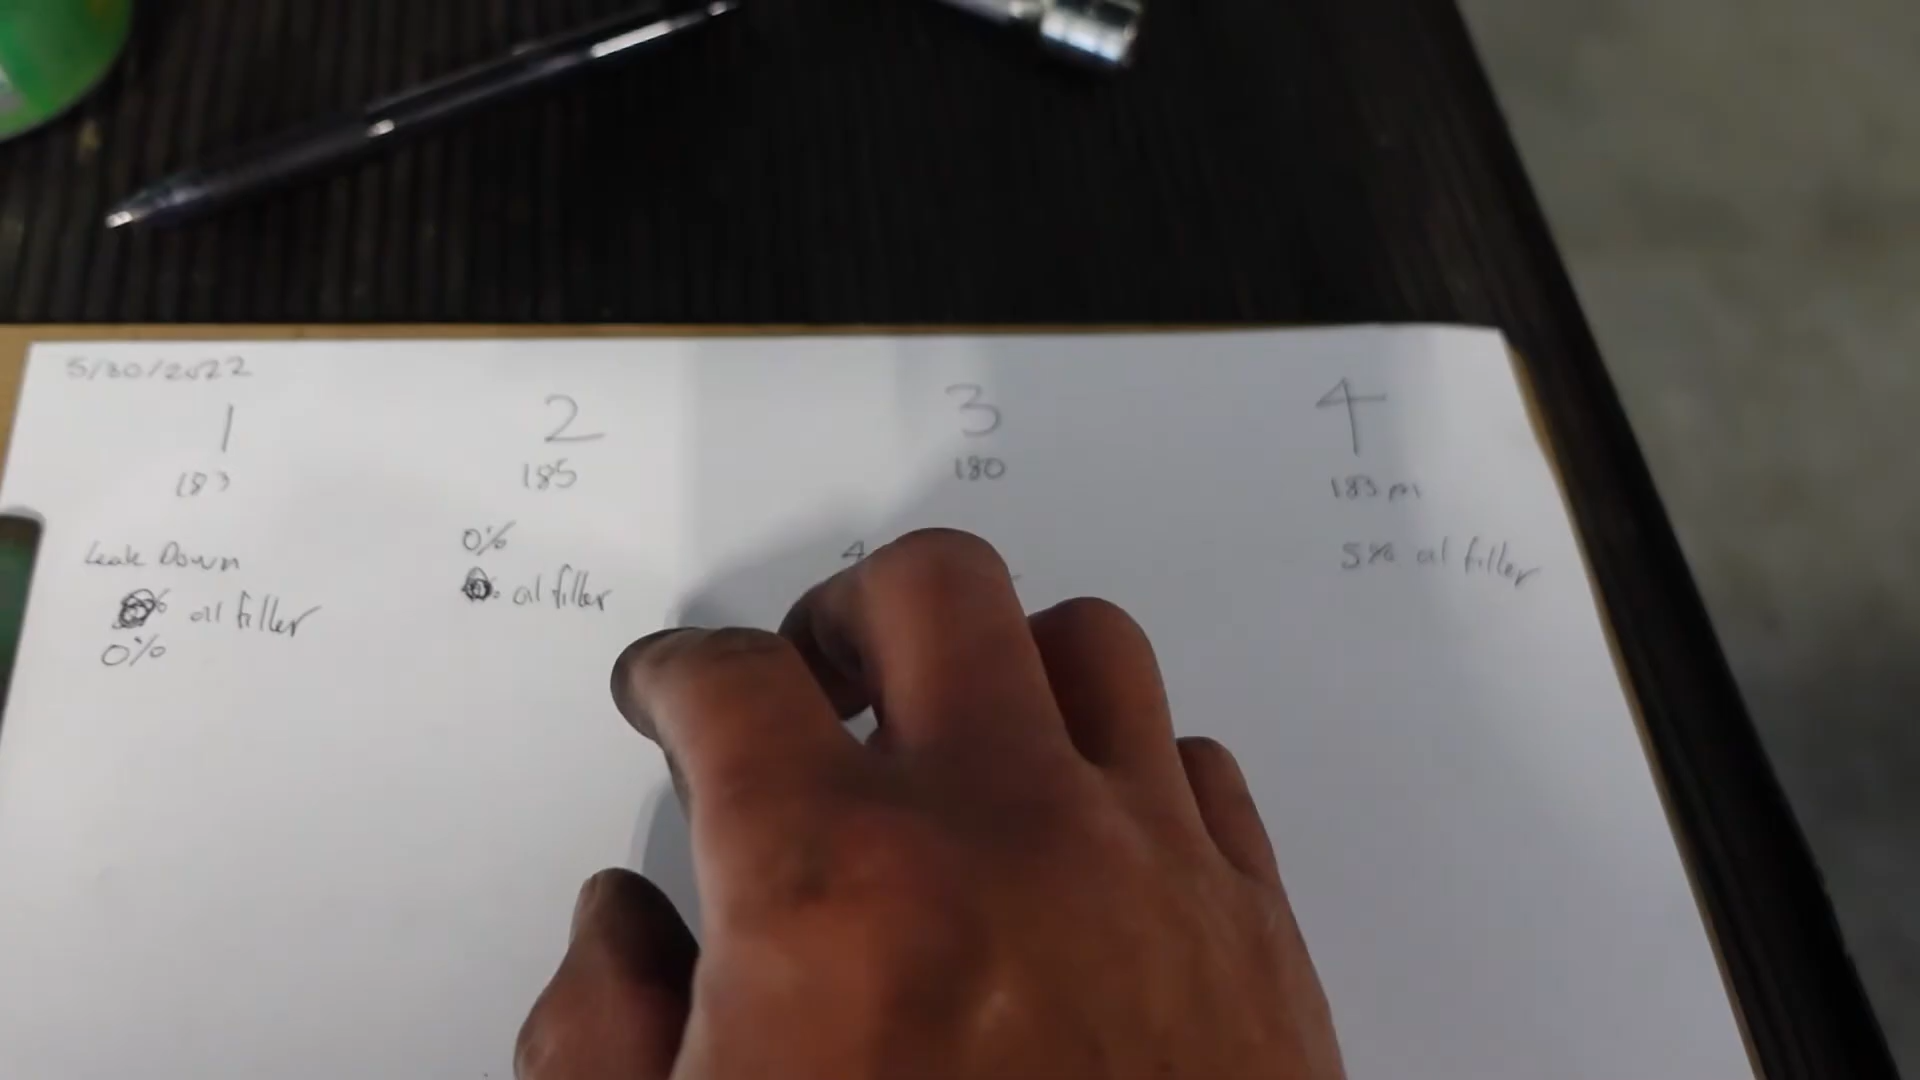 5/30/2022
1 2 3 4
183 185 180 183
Leak Down
oil filler
0%
0%
oil filler
4
5% oil filler